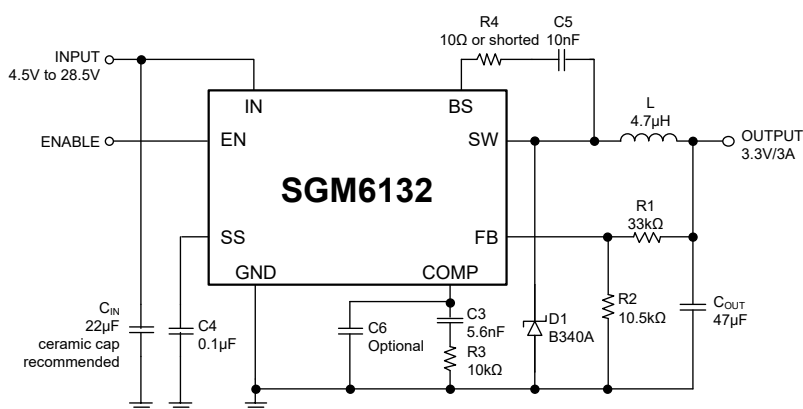 R4
10Ω or shorted
C5
10nF
INPUT
4.5V to 28.5V
IN
BS
L
4.7μH
ENABLE
EN
SW
OUTPUT
3.3V/3A
SGM6132
R1
33kΩ
SS
FB
GND
COMP
CIN
22μF
ceramic cap
recommended
C4
0.1μF
C6
Optional
C3
5.6nF
R3
10kΩ
D1
B340A
R2
10.5kΩ
COUT
47μF